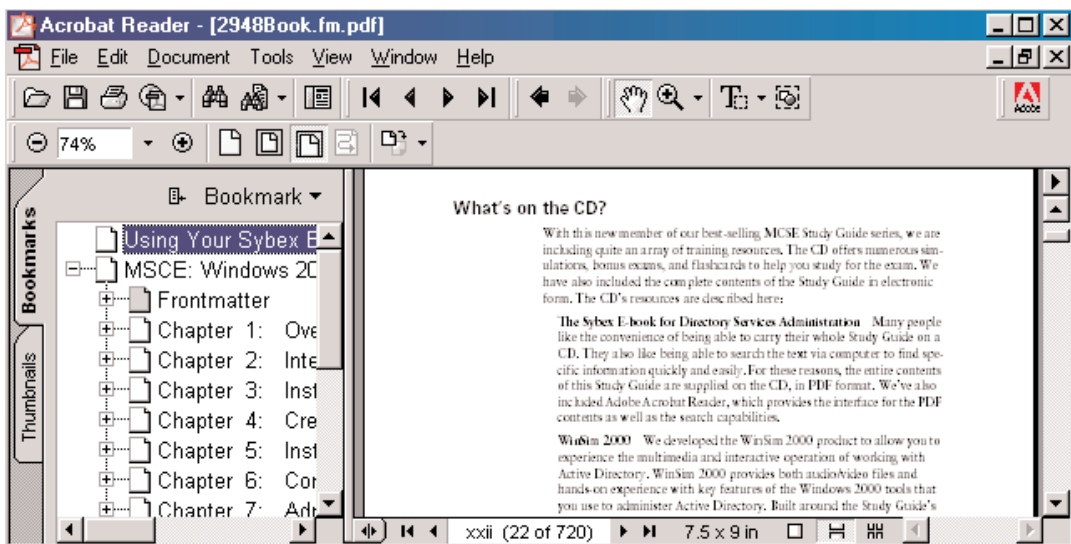 Acrobat Reader - [2948Book.fm.pdf]
File Edit Document Tools View Window Help
Adobe
74%
Bookmark
Bookmarks
Thumbnails
Using Your Sybex E
MSCE: Windows 20
Frontmatter
Chapter 1: Ove
Chapter 2: Inte
Chapter 3: Inst
Chapter 4: Cre
Chapter 5: Inst
Chapter 6: Cor
Chapter 7: Adr
What's on the CD?
With this new member of our best-selling MCSE Study Guide series, we are
including quite an array of training resources. The CD offers numerous sim-
ulations, bonus exams, and flashcards to help you study for the exam. We
have also included the complete contents of the Study Guide in electronic
form. The CD's resources are described here:
The Sybex E-book for Directory Services Administration Many people
like the convenience of being able to carry their whole Study Guide on a
CD. They also like being able to search the text via computer to find spe-
cific information quickly and easily. For these reasons, the entire contents
of this Study Guide are supplied on the CD, in PDF format. We've also
included Adobe Acrobat Reader, which provides the interface for the PDF
contents as well as the search capabilities.
WinSim 2000 We developed the WinSim 2000 product to allow you to
experience the multimedia and interactive operation of working with
Active Directory. WinSim 2000 provides both audio/video files and
hands-on experience with key features of the Windows 2000 tools that
you use to administer Active Directory. Built around the Study Guide's
xxii (22 of 720) 7.5 x 9 in